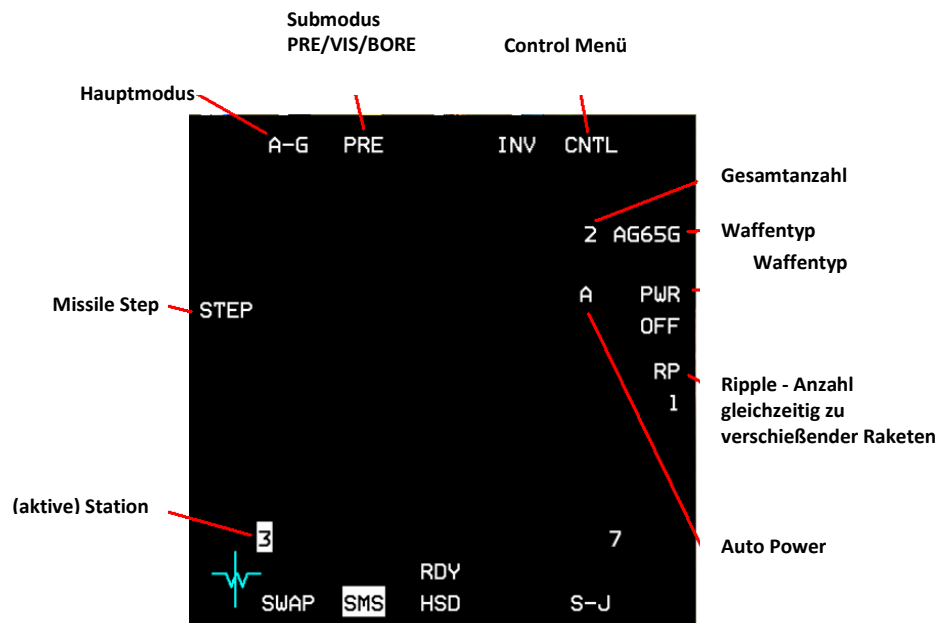 Submodus
PRE/VIS/BORE
Control Menü
Hauptmodus
A-G PRE INV CNTL
Gesamtanzahl
2 AG65G
Waffentyp
Waffentyp
Missile Step
STEP
A PWR
OFF
RP
1
Ripple - Anzahl
gleichzeitig zu
verschießender Raketen
(aktive) Station
3 7
Auto Power
RDY
SWAP SMS HSD S-J